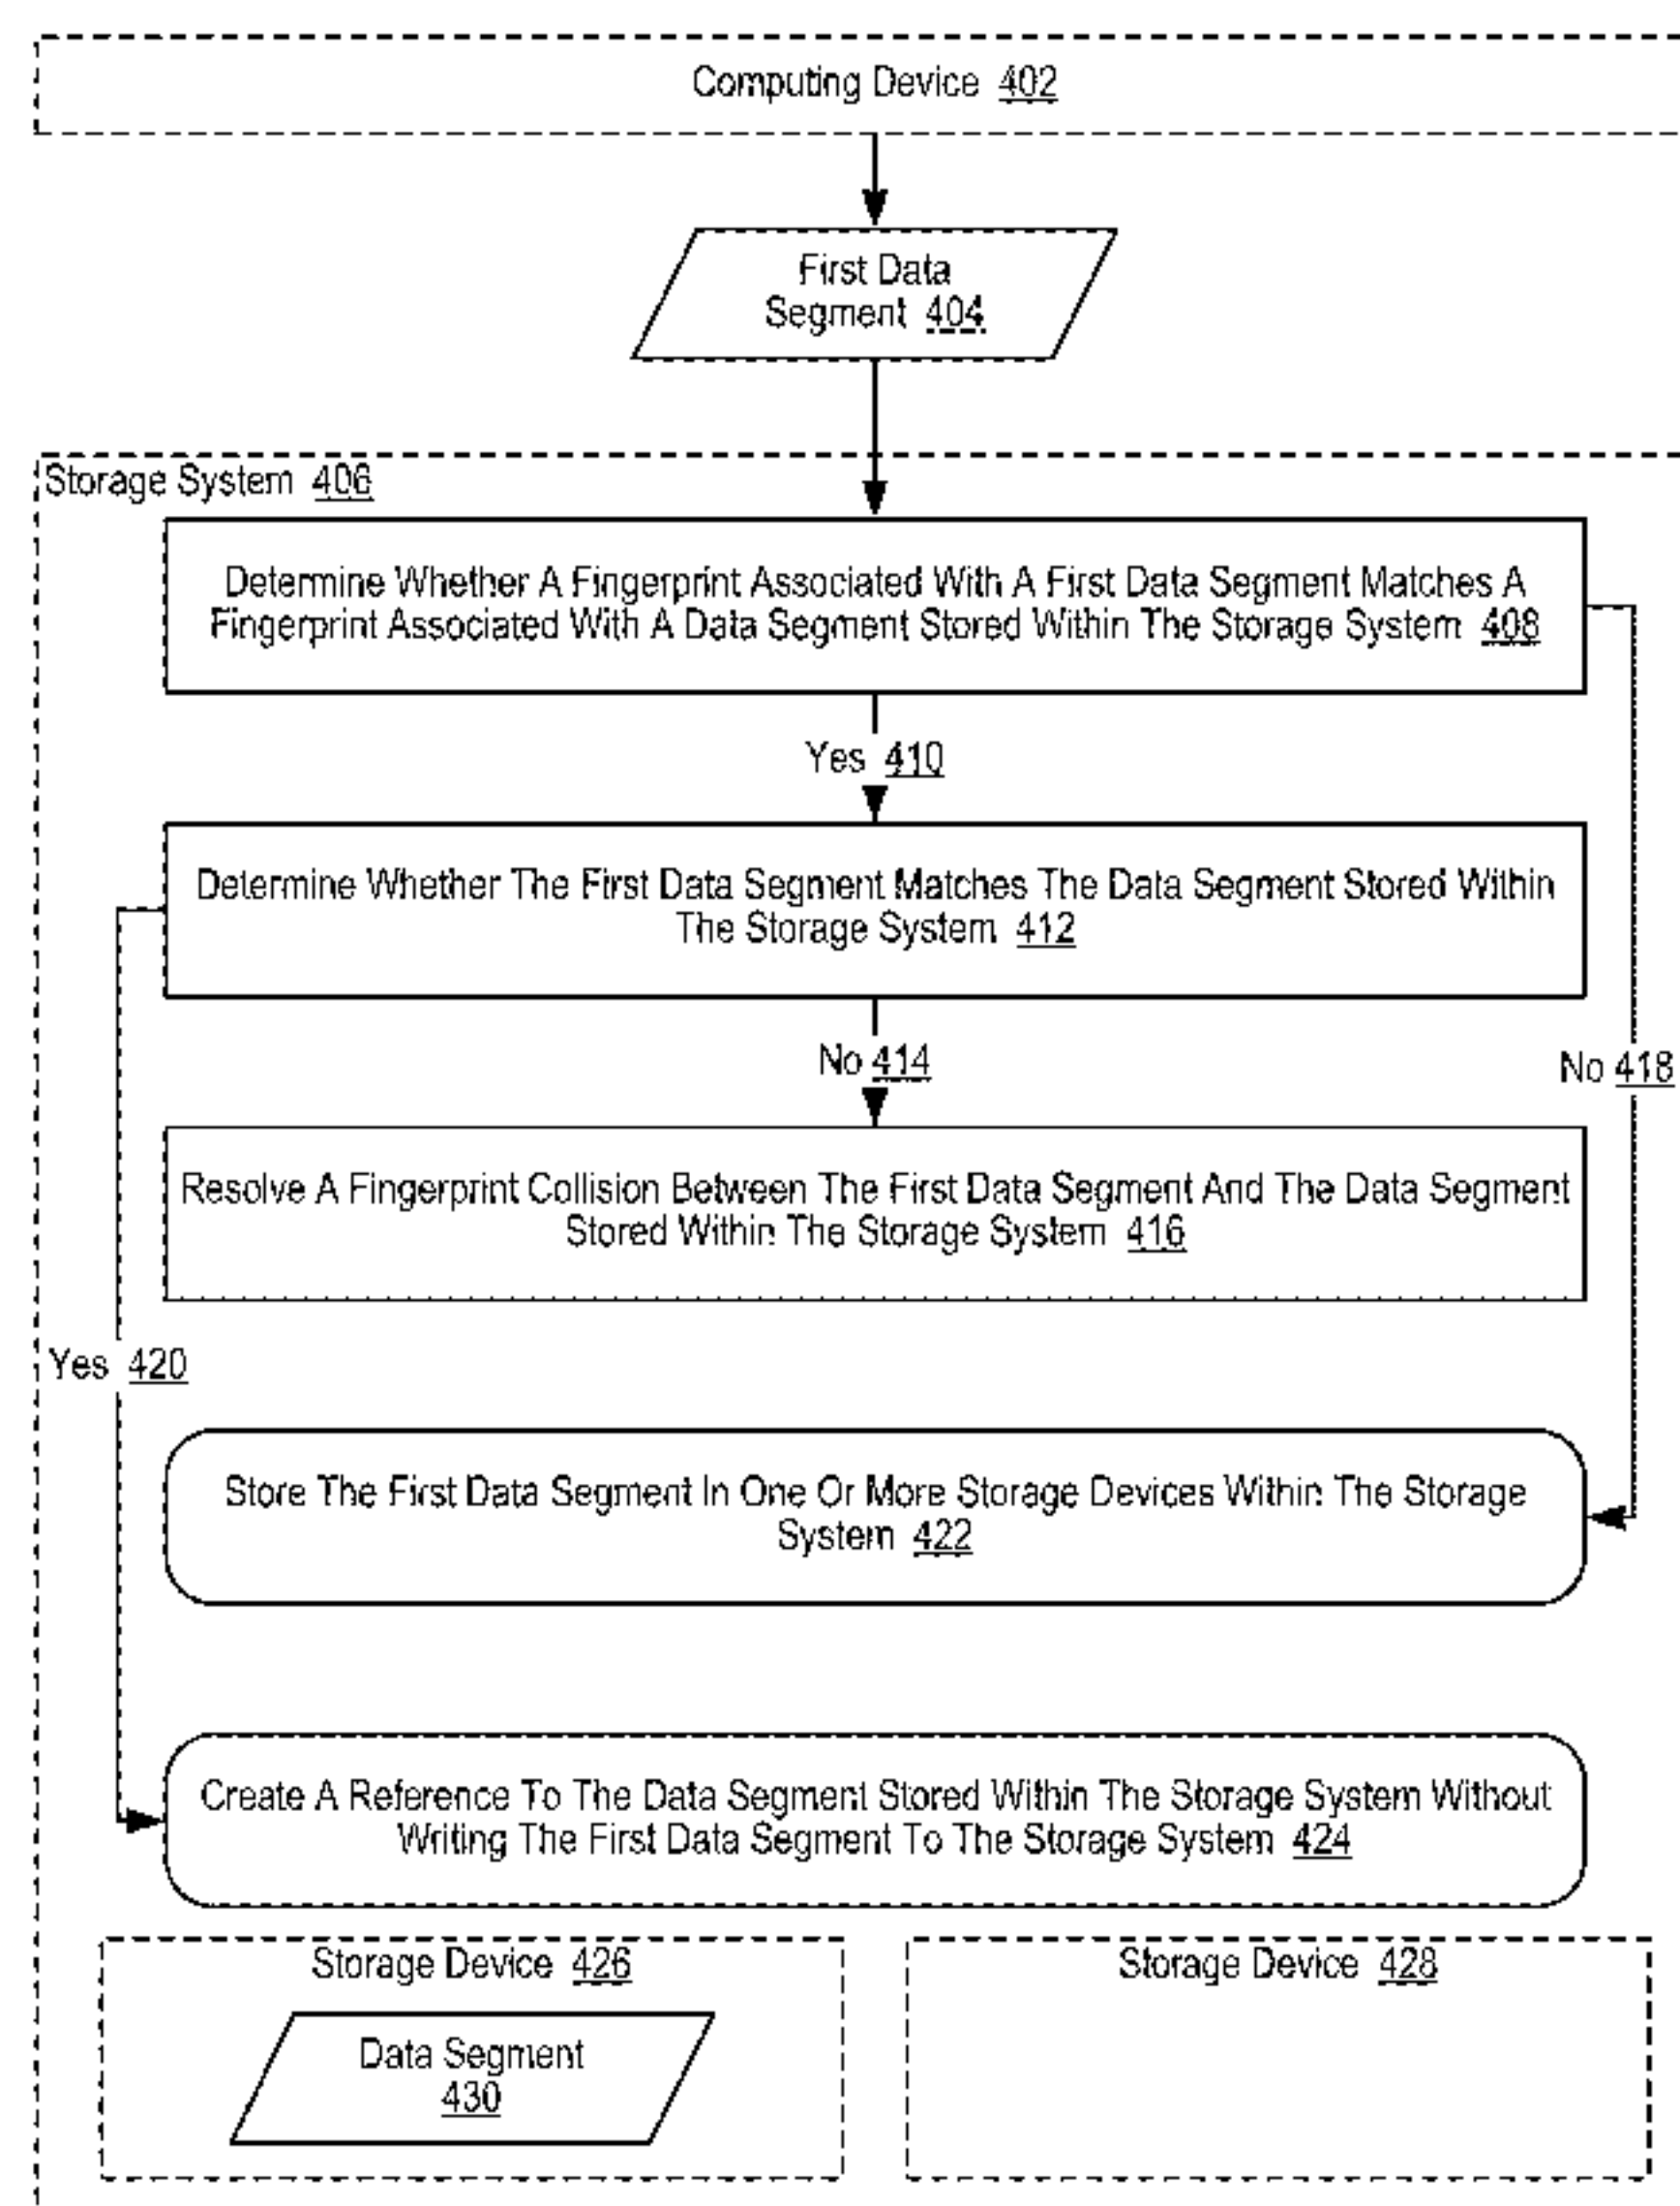 Computing Device 402
First Data
Segment 404
Storage System 406
Determine Whether A Fingerprint Associated With A First Data Segment Matches A
Fingerprint Associated With A Data Segment Stored Within The Storage System 408
Yes 410
Determine Whether The First Data Segment Matches The Data Segment Stored Within
The Storage System 412
No 414
No 418
Resolve A Fingerprint Collision Between The First Data Segment And The Data Segment
Stored Within The Storage System 416
Yes 420
Store The First Data Segment In One Or More Storage Devices Within The Storage
System 422
Create A Reference To The Data Segment Stored Within The Storage System Without
Writing The First Data Segment To The Storage System 424
Storage Device 426
Storage Device 428
Data Segment
430